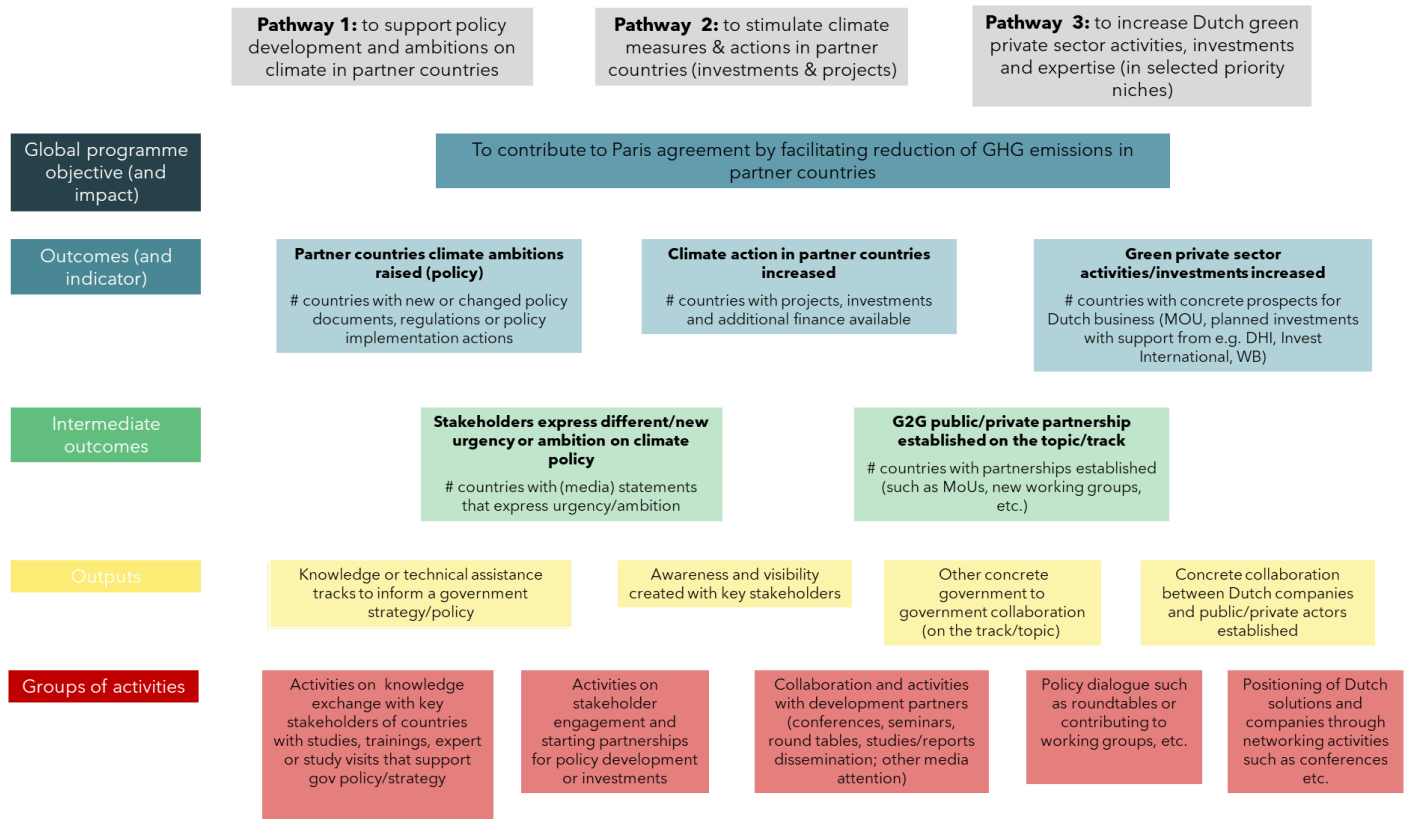 Pathway 1: to support policy
development and ambitions on
climate in partner countries
Pathway 2: to stimulate climate
measures & actions in partner
countries (investments & projects)
Pathway 3: to increase Dutch green
private sector activities, investments
and expertise (in selected priority
niches)
Global programme
objective (and
impact)
To contribute to Paris agreement by facilitating reduction of GHG emissions in
partner countries
Outcomes (and
indicator)
Partner countries climate ambitions
raised (policy)
# countries with new or changed policy
documents, regulations or policy
implementation actions
Climate action in partner countries
increased
# countries with projects, investments
and additional finance available
Green private sector
activities/investments increased
# countries with concrete prospects for
Dutch business (MOU, planned investments
with support from e.g. DHI, Invest
International, WB)
Intermediate
outcomes
Stakeholders express different/new
urgency or ambition on climate
policy
# countries with (media) statements
that express urgency/ambition
G2G public/private partnership
established on the topic/track
# countries with partnerships established
(such as MoUs, new working groups,
etc.)
Outputs
Knowledge or technical assistance
tracks to inform a government
strategy/policy
Awareness and visibility
created with key stakeholders
Other concrete
government to
government collaboration
(on the track/topic)
Concrete collaboration
between Dutch companies
and public/private actors
established
Groups of activities
Activities on knowledge
exchange with key
stakeholders of countries
with studies, trainings, expert
or study visits that support
gov policy/strategy
Activities on
stakeholder
engagement and
starting partnerships
for policy development
or investments
Collaboration and activities
with development partners
(conferences, seminars,
round tables, studies/reports
dissemination; other media
attention)
Policy dialogue such
as roundtables or
contributing to
working groups, etc.
Positioning of Dutch
solutions and
companies through
networking activities
such as conferences
etc.